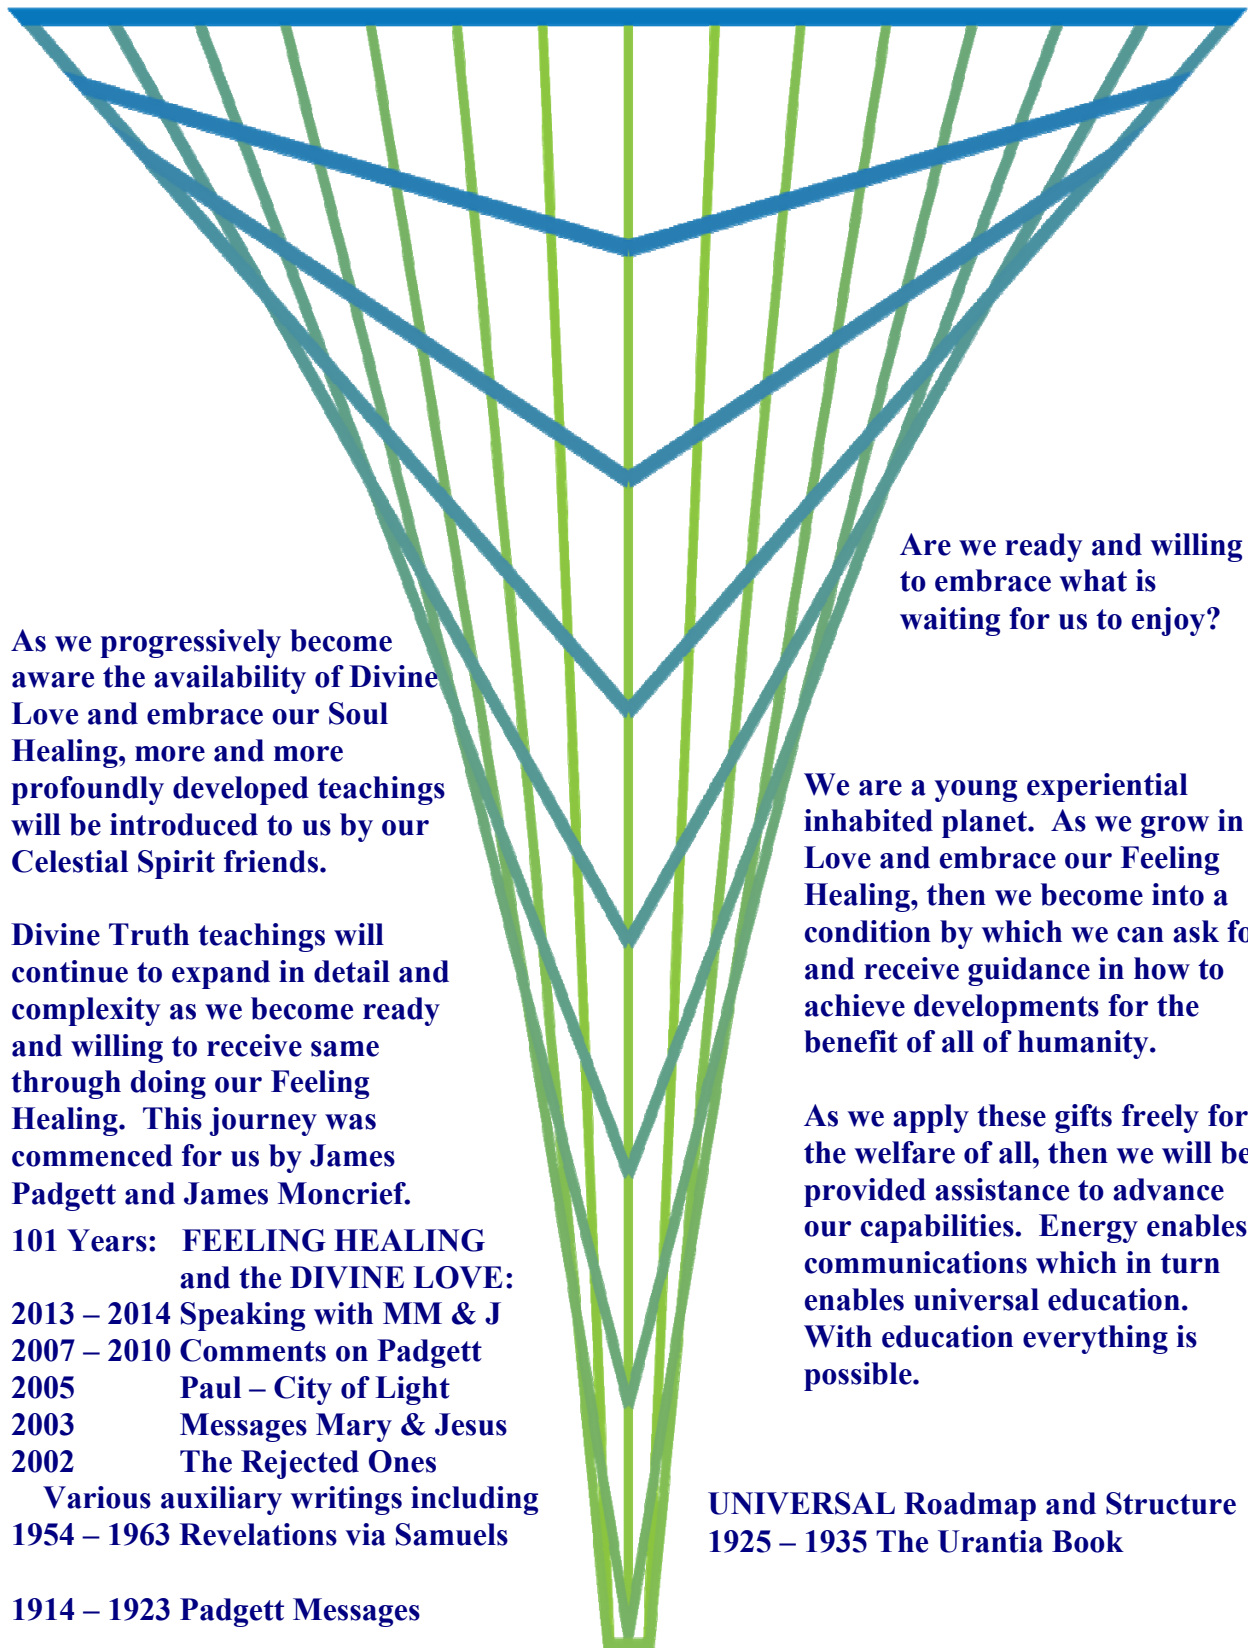 Are we ready and willing
to embrace what is
waiting for us to enjoy?
As we progressively become
aware the availability of Divine
Love and embrace our Soul
Healing, more and more
profoundly developed teachings
will be introduced to us by our
Celestial Spirit friends.
Divine Truth teachings will
continue to expand in detail and
complexity as we become ready
and willing to receive same
through doing our Feeling
Healing.  This journey was
commenced for us by James
Padgett and James Moncrief.
101 Years:   FEELING HEALING
and the DIVINE LOVE:
2013 – 2014 Speaking with MM & J
2007 – 2010 Comments on Padgett
2005 Paul – City of Light
2003 Messages Mary & Jesus
2002 The Rejected Ones
Various auxiliary writings including
1954 – 1963 Revelations via Samuels
1914 – 1923 Padgett Messages
We are a young experiential
inhabited planet.  As we grow in
Love and embrace our Feeling
Healing, then we become into a
condition by which we can ask fo
and receive guidance in how to
achieve developments for the
benefit of all of humanity.
As we apply these gifts freely for
the welfare of all, then we will be
provided assistance to advance
our capabilities.  Energy enables
communications which in turn
enables universal education.
With education everything is
possible.
UNIVERSAL Roadmap and Structure
1925 – 1935 The Urantia Book